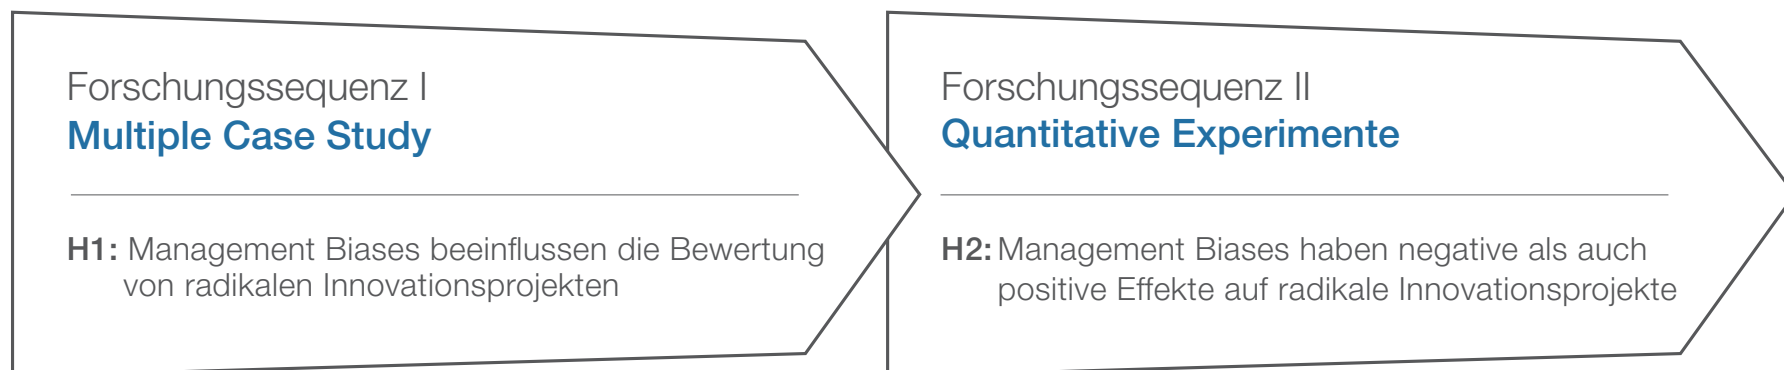 Forschungssequenz I
Multiple Case Study
H1: Management Biases beeinflussen die Bewertung
von radikalen Innovationsprojekten
Forschungssequenz II
Quantitative Experimente
H2: Management Biases haben negative als auch
positive Effekte auf radikale Innovationsprojekte